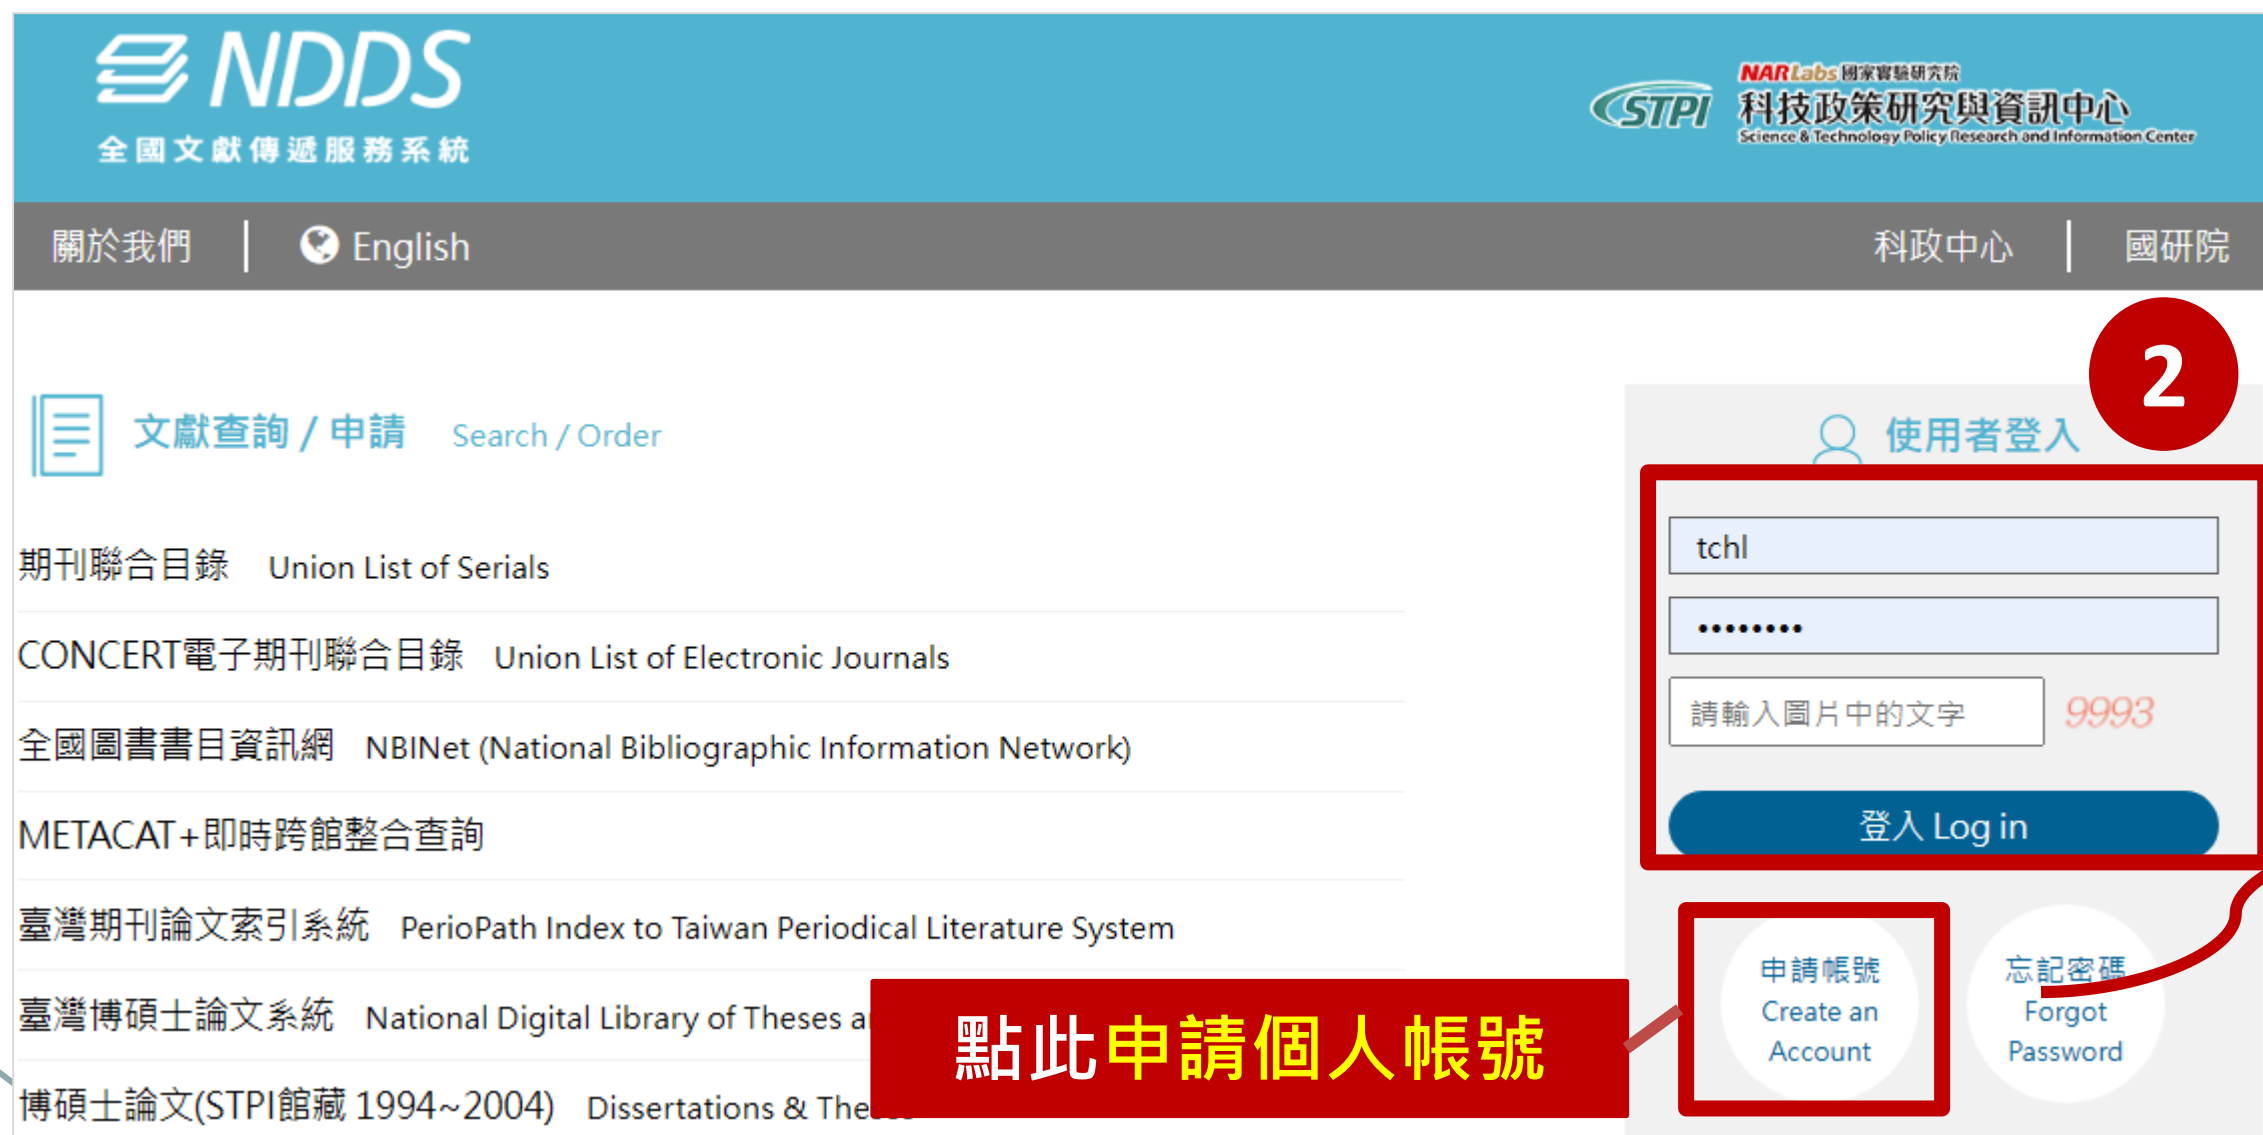 NDDS
全國文獻傳遞服務系統
STPI
NARLabs 國家實驗研究院
科技政策研究與資訊中心
Science & Technology Policy Research and Information Center
關於我們
English
科政中心
國研院
2
文獻查詢 / 申請 Search / Order
使用者登入
期刊聯合目錄 Union List of Serials
CONCERT電子期刊聯合目錄 Union List of Electronic Journals
全國圖書書目資訊網 NBINet (National Bibliographic Information Network)
METACAT+即時跨館整合查詢
臺灣期刊論文索引系統 PerioPath Index to Taiwan Periodical Literature System
臺灣博碩士論文系統 National Digital Library of Theses
博碩士論文(STPI館藏 1994~2004) Dissertations &
tchl
••••••••
請輸入圖片中的文字 9993
登入 Log in
申請帳號
Create an
Account
忘記密碼
Forgot
Password
點此申請個人帳號